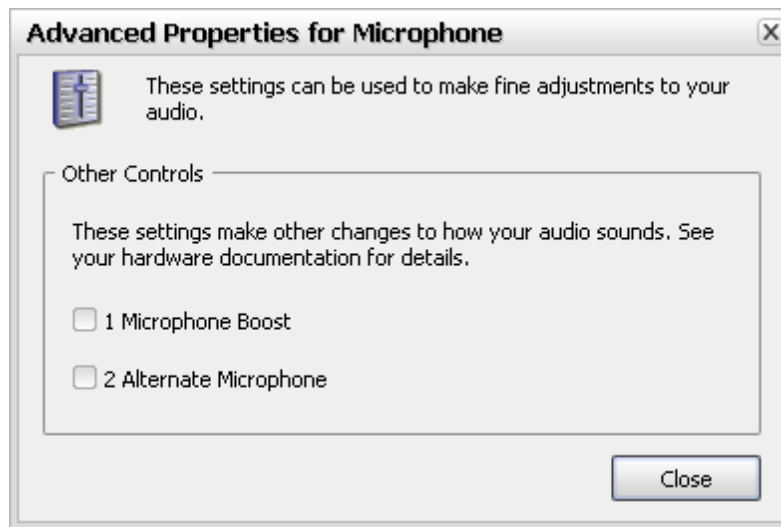 Advanced Properties for Microphone
These settings can be used to make fine adjustments to your
audio.
Other Controls
These settings make other changes to how your audio sounds. See
your hardware documentation for details.
1 Microphone Boost
2 Alternate Microphone
Close